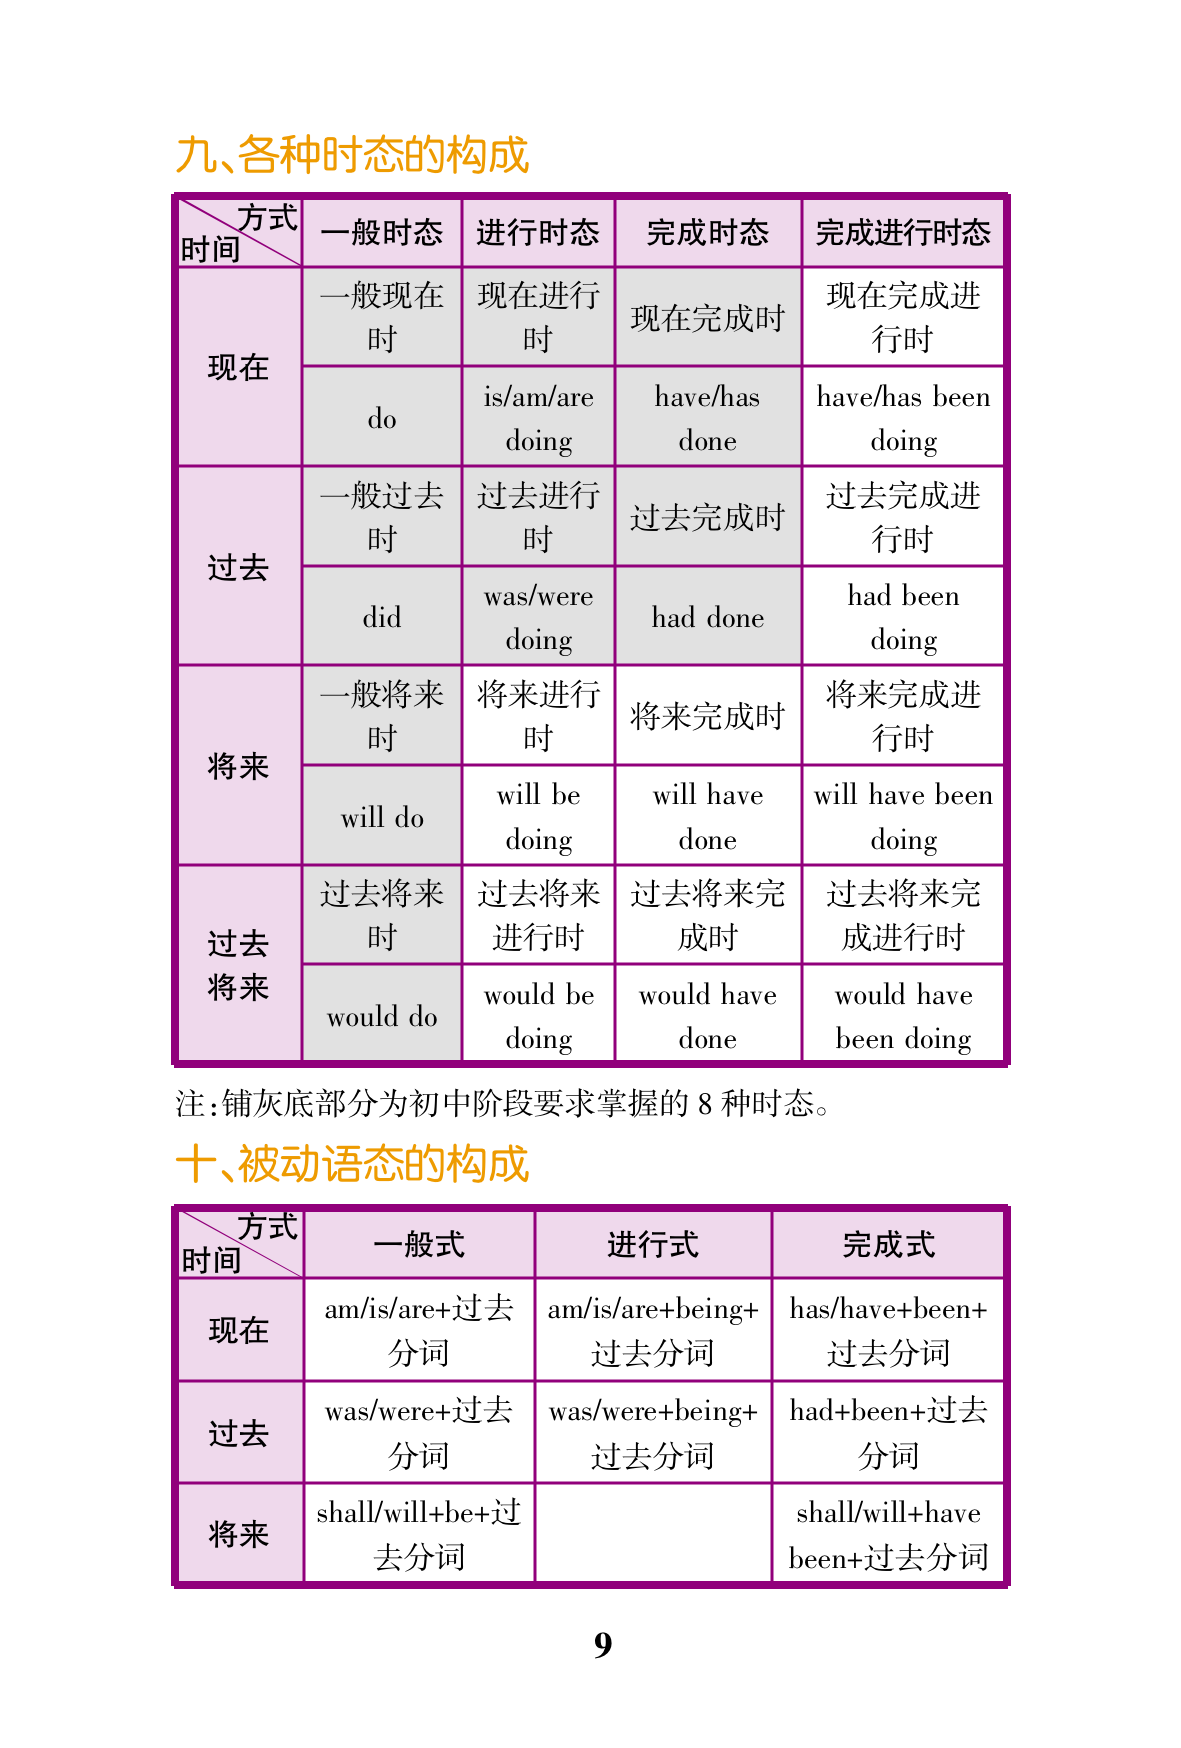 九、各种时态的构成
方式
时间
一般时态 进行时态 完成时态 完成进行时态
现在
一般现在
时
现在进行
时
现在完成时
现在完成进
行时
do
is/am/are
doing
have/has
done
have/has been
doing
过去
一般过去
时
过去进行
时
过去完成时
过去完成进
行时
did
was/were
doing
had done
had been
doing
将来
一般将来
时
将来进行
时
将来完成时
将来完成进
行时
will do
will be
doing
will have
done
will have been
doing
过去
将来
过去将来
时
过去将来
进行时
过去将来完
成时
过去将来完
成进行时
would do
would be
doing
would have
done
would have
been doing
注:铺灰底部分为初中阶段要求掌握的 8 种时态。
十、被动语态的构成
方式
时间
一般式 进行式 完成式
现在
am/is/are+过去
分词
am/is/are+being+
过去分词
has/have+been+
过去分词
过去
was/were+过去
分词
was/were+being+
过去分词
had+been+过去
分词
将来
shall/will+be+过
去分词
shall/will+have
been+过去分词
9